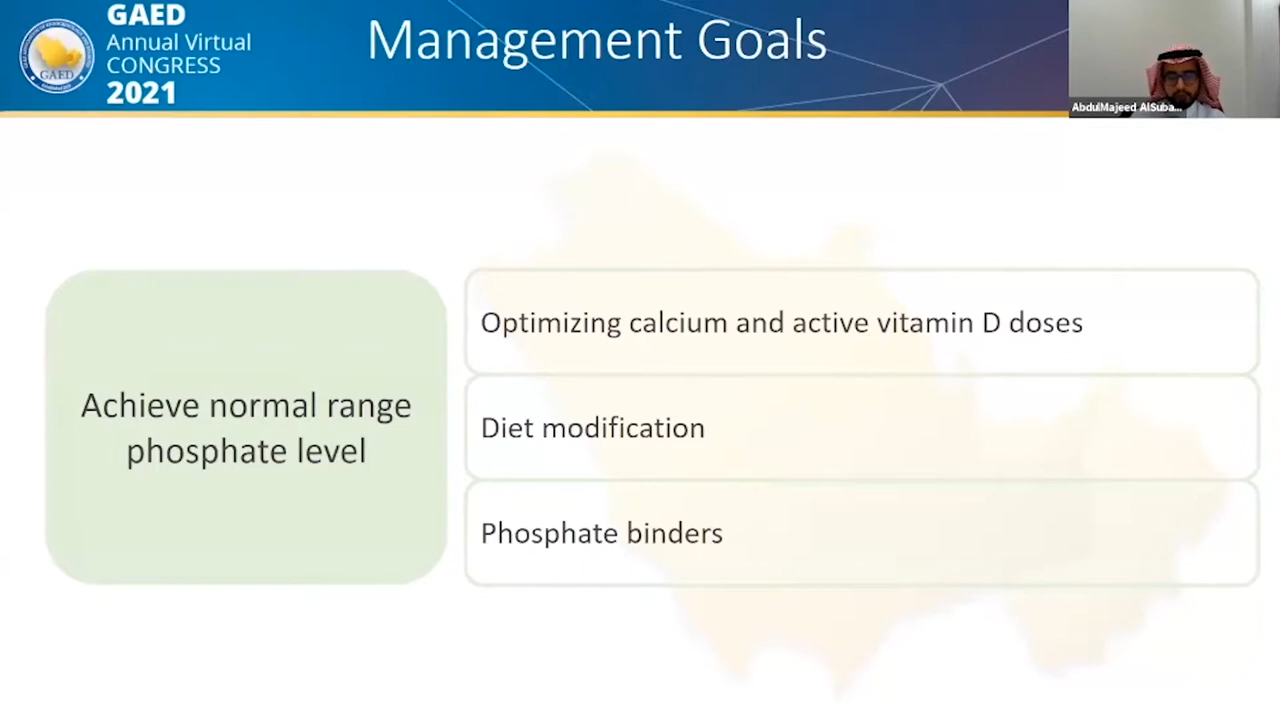 GAED
Annual Virtual
CONGRESS
2021
Management Goals
GAED
AbdulMajeed AlSuba...
Optimizing calcium and active vitamin D doses
Achieve normal range
phosphate level
Diet modification
Phosphate binders